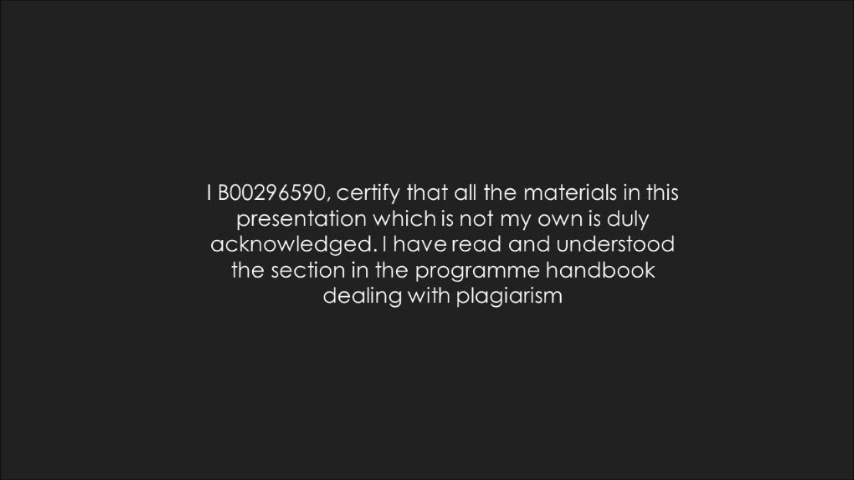 I B00296590, certify that all the materials in this
presentation which is not my own is duly
acknowledged. I have read and understood
the section in the programme handbook
dealing with plagiarism